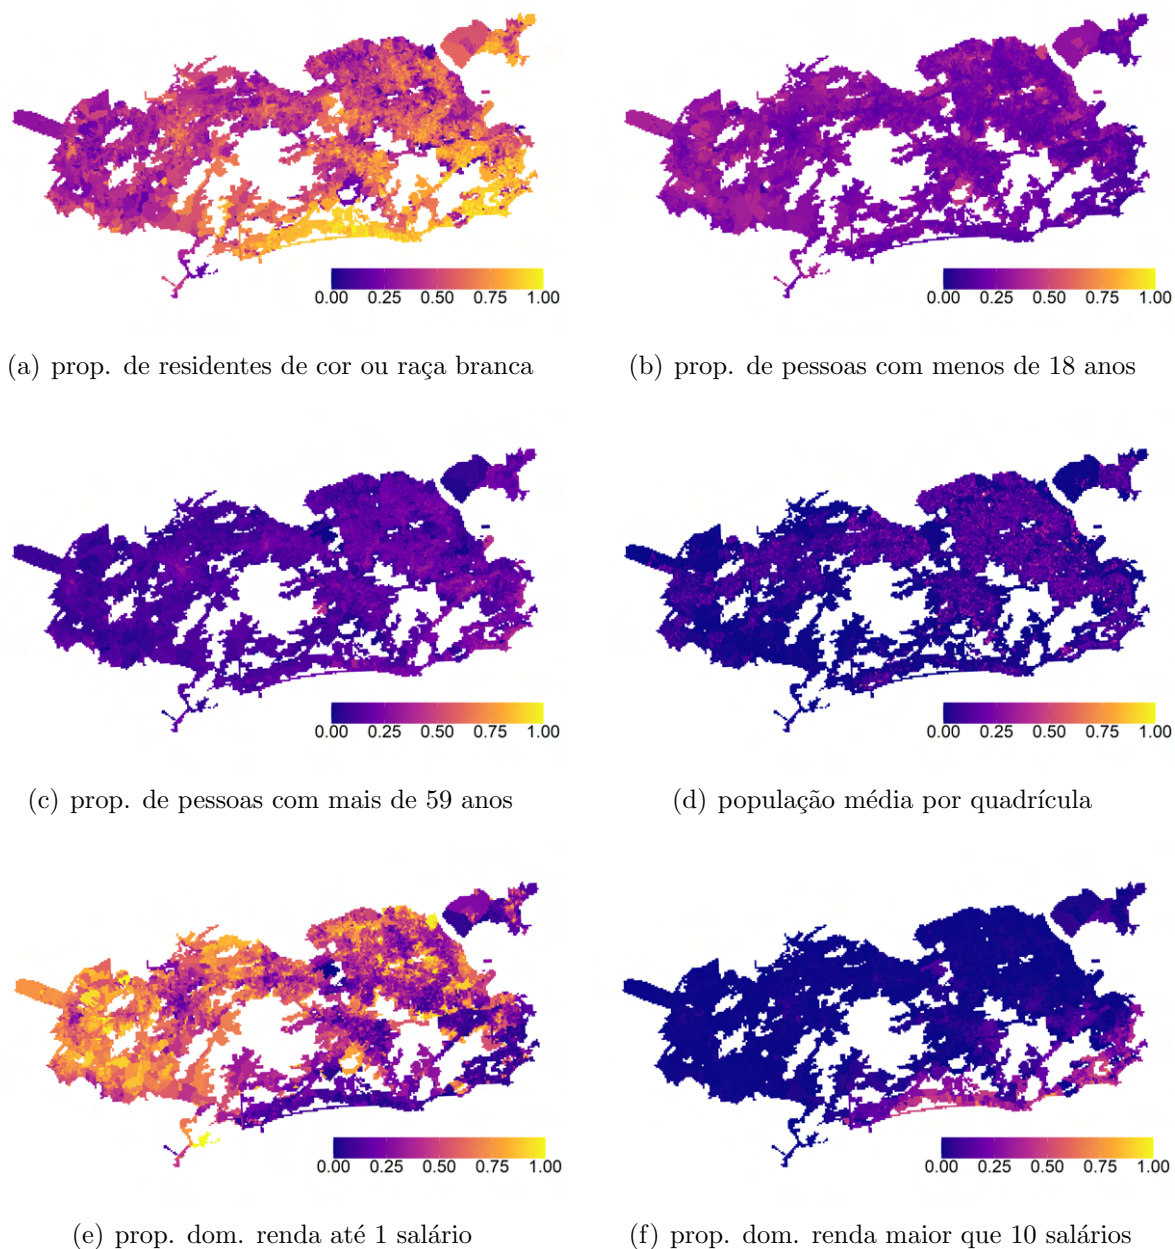 0.00 0.25 0.50 0.75 1.00
0.00 0.25 0.50 0.75 1.00
(a) prop. de residentes de cor ou raça branca
(b) prop. de pessoas com menos de 18 anos
0.00 0.25 0.50 0.75 1.00
0.00 0.25 0.50 0.75 1.00
(c) prop. de pessoas com mais de 59 anos
(d) população média por quadrícula
0.00 0.25 0.50 0.75 1.00
0.00 0.25 0.50 0.75 1.00
(e) prop. dom. renda até 1 salário
(f) prop. dom. renda maior que 10 salários